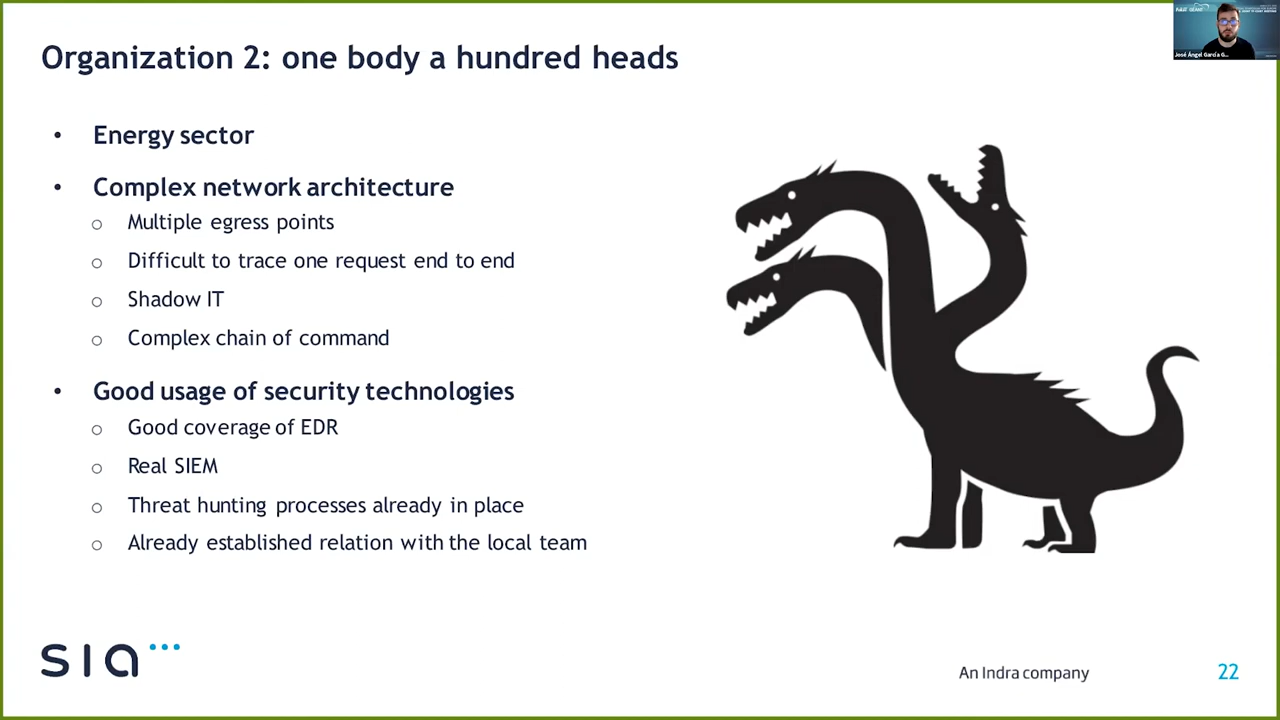 Organization 2: one body a hundred heads
• Energy sector
• Complex network architecture
o Multiple egress points
o Difficult to trace one request end to end
o Shadow IT
o Complex chain of command
• Good usage of security technologies
o Good coverage of EDR
o Real SIEM
o Threat hunting processes already in place
o Already established relation with the local team
sia
An Indra company
22
José Ángel García G...